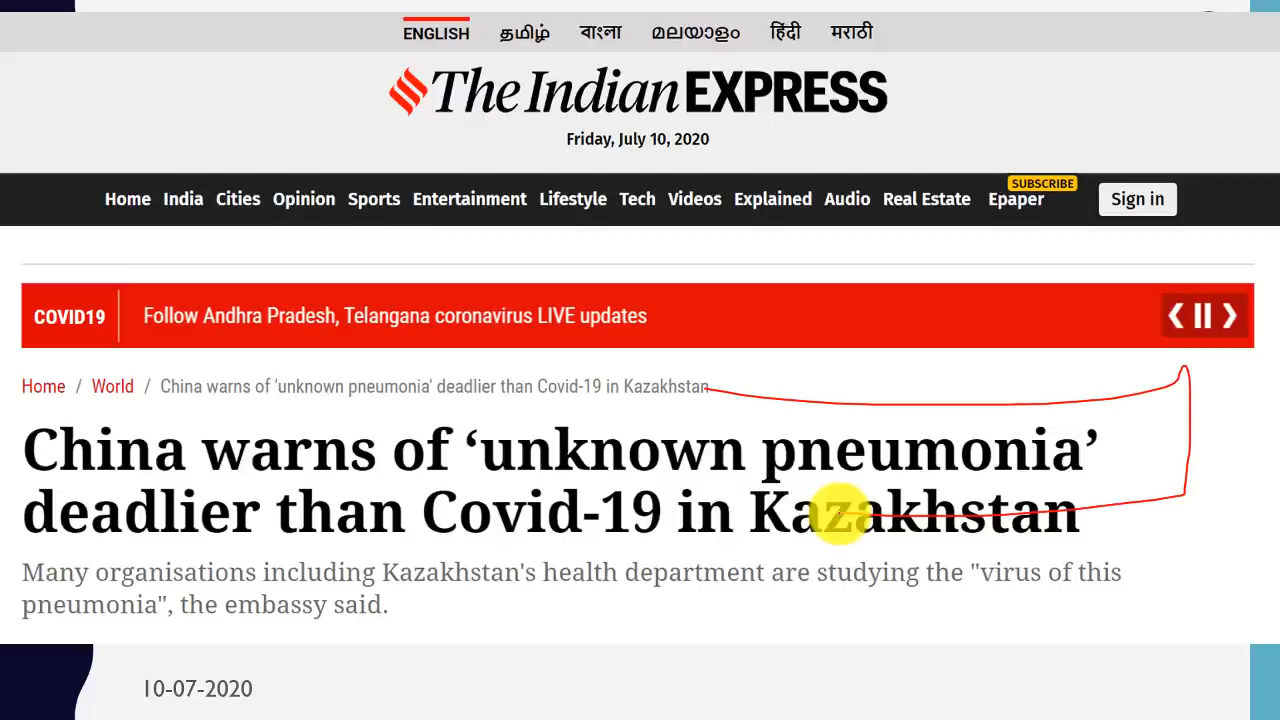 ENGLISH தமிழ் বাংলা മലയാളം हिंदी मराठी
The Indian EXPRESS
Friday, July 10, 2020
SUBSCRIBE
Home India Cities Opinion Sports Entertainment Lifestyle Tech Videos Explained Audio Real Estate Epaper Sign in
COVID19 Follow Andhra Pradesh, Telangana coronavirus LIVE updates
Home / World / China warns of 'unknown pneumonia' deadlier than Covid-19 in Kazakhstan
China warns of ‘unknown pneumonia’
deadlier than Covid-19 in Kazakhstan
Many organisations including Kazakhstan's health department are studying the "virus of this
pneumonia", the embassy said.
10-07-2020